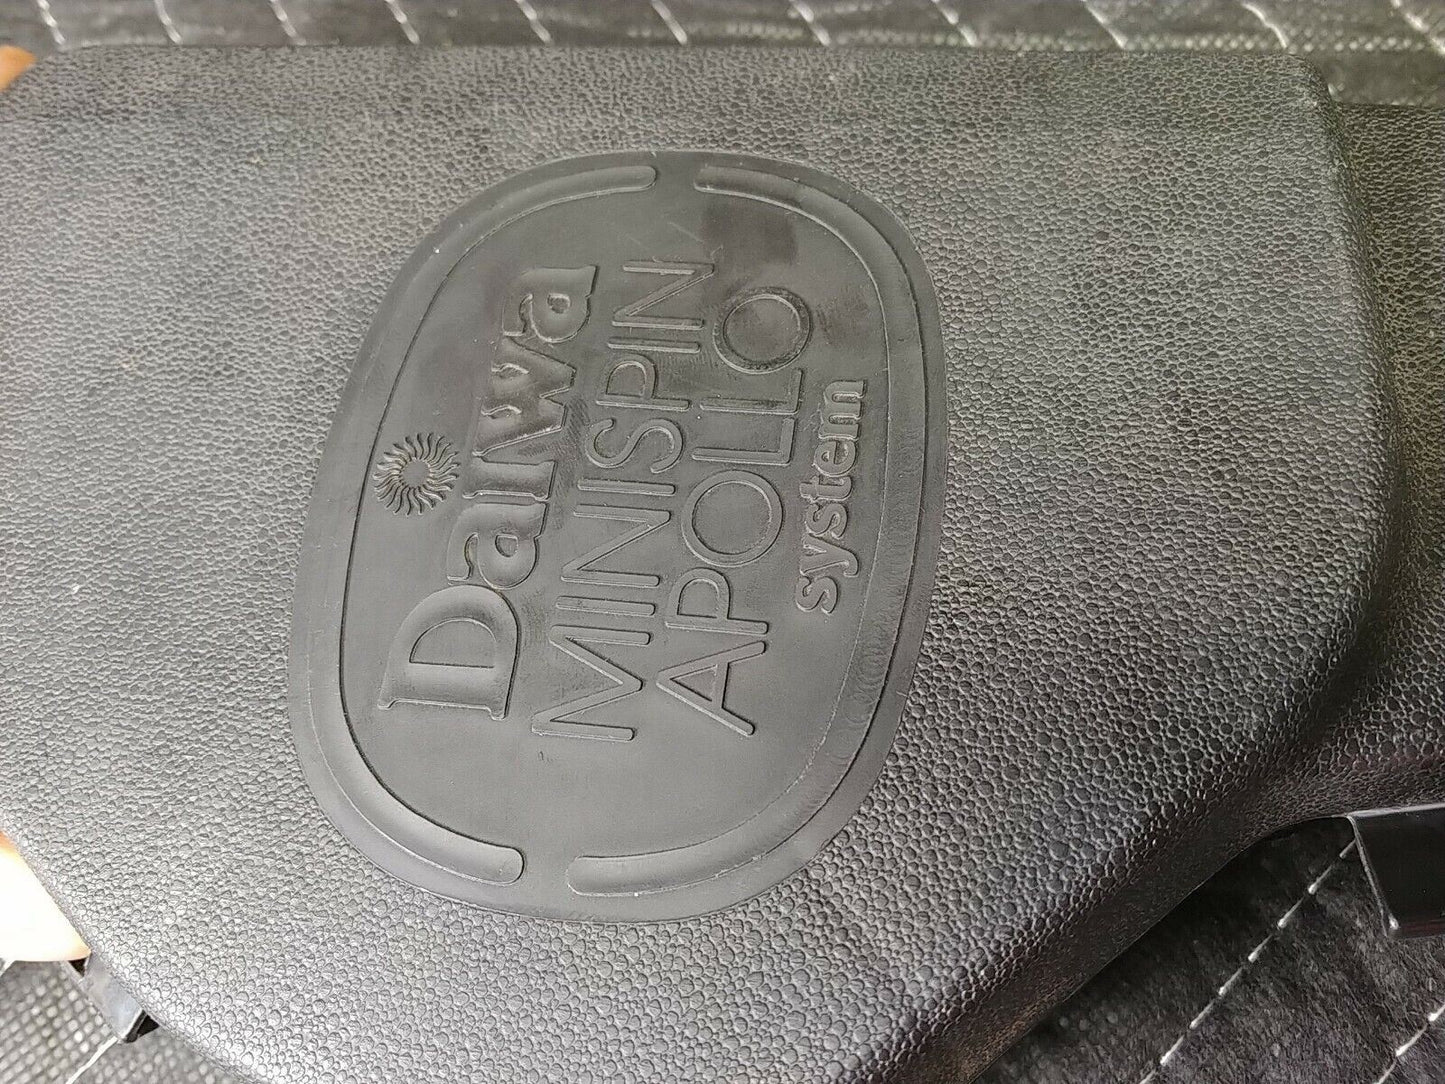 Daiwa
MINISPIN
APOLLO
system